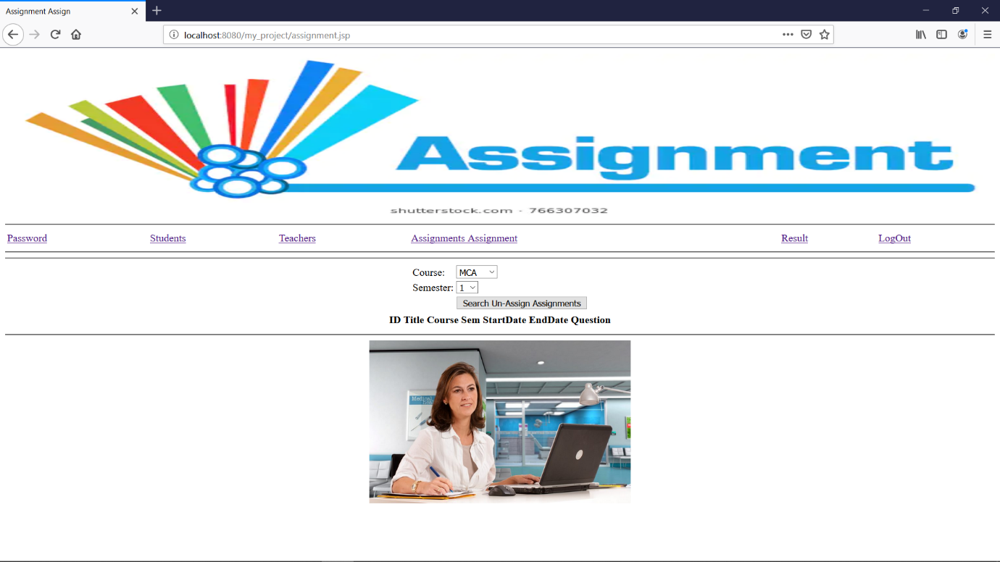 Assignment Assign
localhost:8080/my_project/assignment.jsp
Assignment
shutterstock.com - 766307032
Password Students Teachers Assignments Assignment Result LogOut
Course: MCA
Semester: 1
Search Un-Assign Assignments
ID Title Course Sem StartDate EndDate Question
Medical